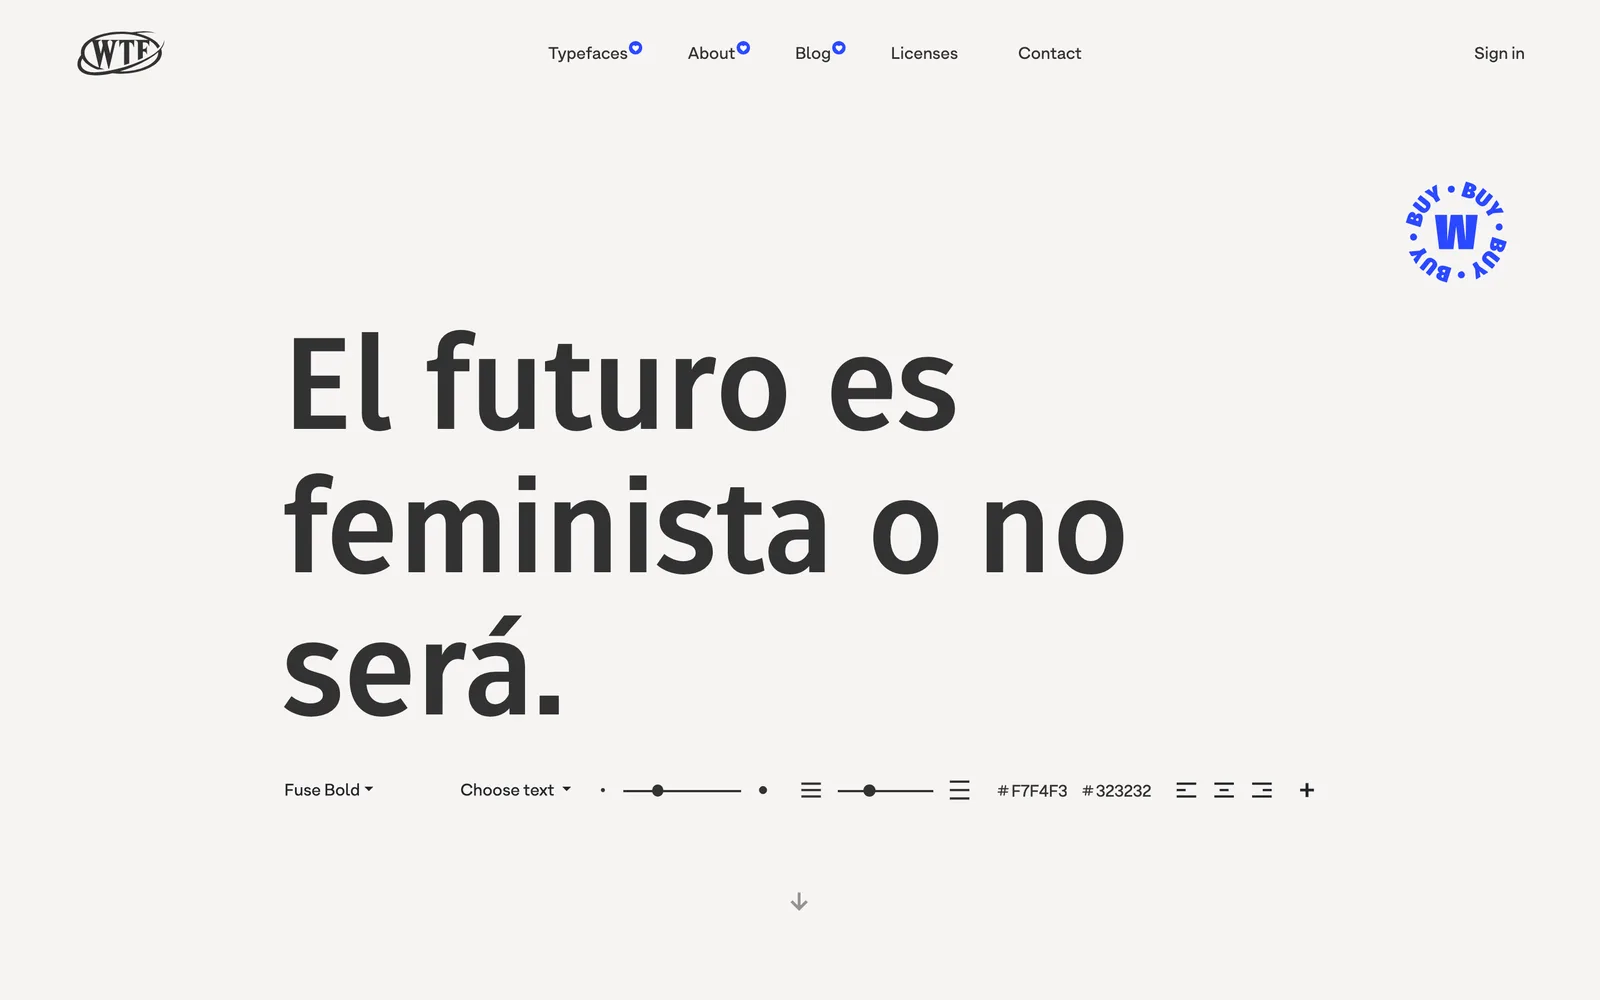 WTF
Typefaces
About
Blog
Licenses
Contact
Sign in
BUY • BUY • BUY • BUY •
W
El futuro es
feminista o no
será.
Fuse Bold
Choose text
#F7F4F3
#323232